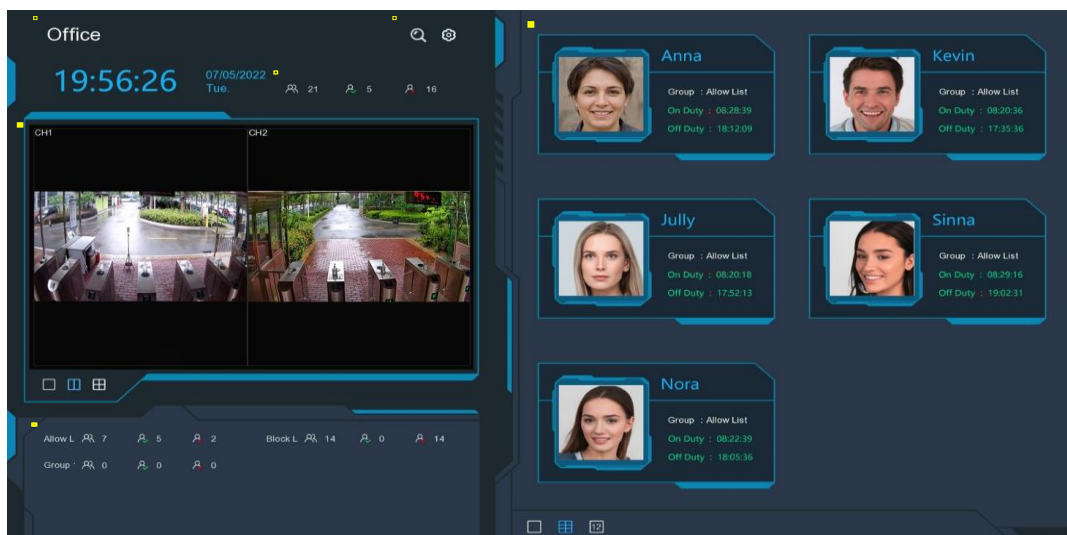 Office
19:56:26
07/05/2022
Tue.
21 5 16
CH1 CH2
Allow L 7 5 2 Block L 14 0 14
Group 0 0 0
Anna
Group : Allow List
On Duty : 08:28:39
Off Duty : 18:12:09
Kevin
Group : Allow List
On Duty : 08:20:36
Off Duty : 17:35:36
Jully
Group : Allow List
On Duty : 08:20:18
Off Duty : 17:52:13
Sinna
Group : Allow List
On Duty : 08:29:16
Off Duty : 19:02:31
Nora
Group : Allow List
On Duty : 08:22:39
Off Duty : 18:05:36
12